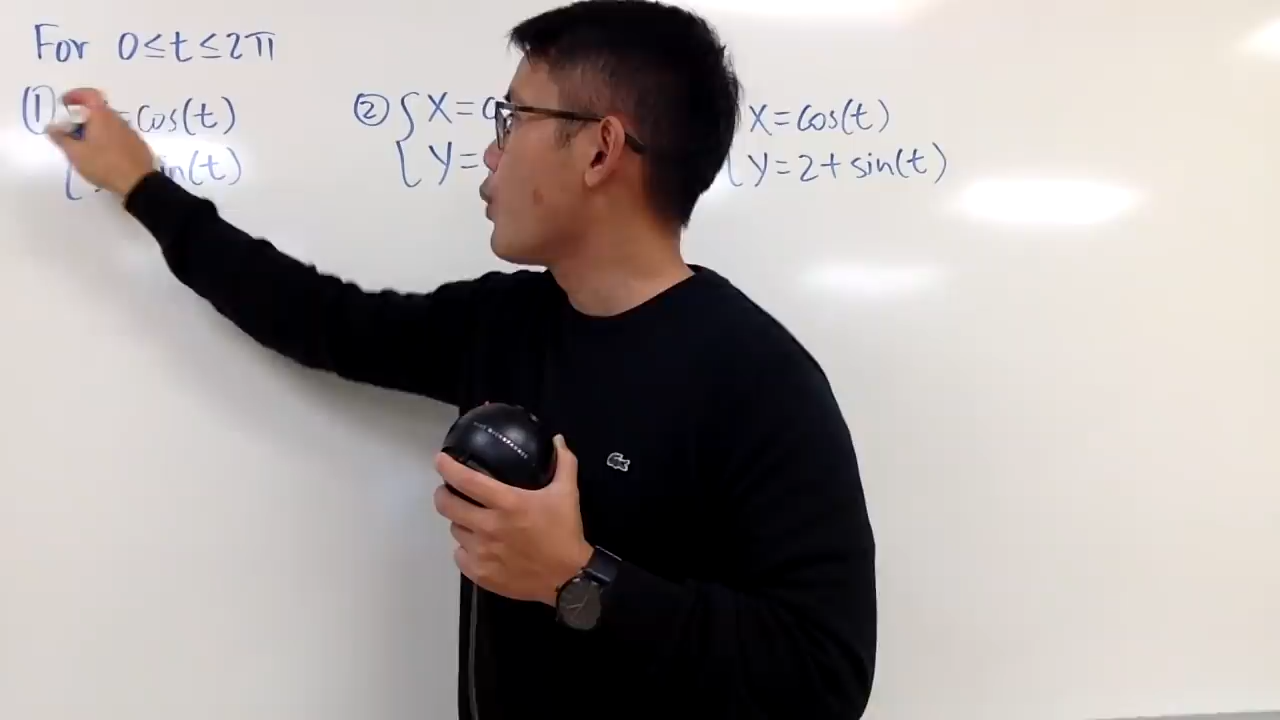 For 0≤t≤2π
① =cos(t)
in(t)
② X=
Y=
X=cos(t)
Y=2+sin(t)